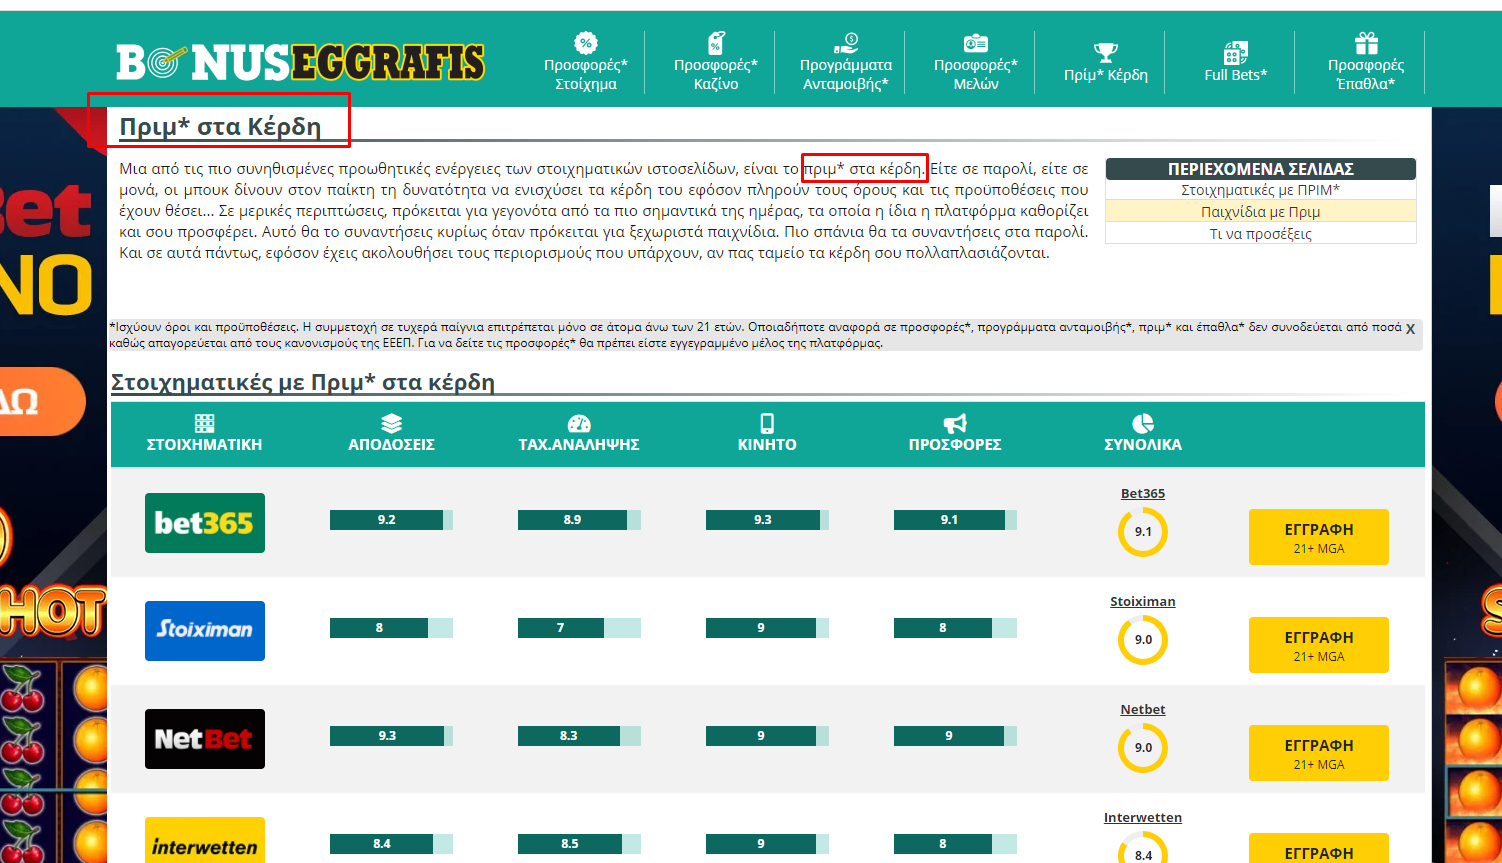 BONUSEGGRAFIS
Προσφορές*
Στοίχημα
Προσφορές*
Καζίνο
Προγράμματα
Ανταμοιβής*
Προσφορές*
Μελών
Πρίμ* Κέρδη
Full Bets*
Προσφορές
Έπαθλα*
Πριμ* στα Κέρδη
Μια από τις πιο συνηθισμένες προωθητικές ενέργειες των στοιχηματικών ιστοσελίδων, είναι το πριμ* στα κέρδη. Είτε σε παρολί, είτε σε
μονά, οι μπουκ δίνουν στον παίκτη τη δυνατότητα να ενισχύσει τα κέρδη του εφόσον πληρούν τους όρους και τις προϋποθέσεις που
έχουν θέσει... Σε μερικές περιπτώσεις, πρόκειται για γεγονότα από τα πιο σημαντικά της ημέρας, τα οποία η ίδια η πλατφόρμα καθορίζει
και σου προσφέρει. Αυτό θα το συναντήσεις κυρίως όταν πρόκειται για ξεχωριστά παιχνίδια. Πιο σπάνια θα τα συναντήσεις στα παρολί.
Και σε αυτά πάντως, εφόσον έχεις ακολουθήσει τους περιορισμούς που υπάρχουν, αν πας ταμείο τα κέρδη σου πολλαπλασιάζονται.
ΠΕΡΙΕΧΟΜΕΝΑ ΣΕΛΙΔΑΣ
Στοιχηματικές με ΠΡΙΜ*
Παιχνίδια με Πριμ
Τι να προσέξεις
*Ισχύουν όροι και προϋποθέσεις. Η συμμετοχή σε τυχερά παίγνια επιτρέπεται μόνο σε άτομα άνω των 21 ετών. Οποιαδήποτε αναφορά σε προσφορές*, προγράμματα ανταμοιβής*, πριμ* και έπαθλα* δεν συνοδεύεται από ποσά X
καθώς απαγορεύεται από τους κανονισμούς της ΕΕΕΠ. Για να δείτε τις προσφορές* θα πρέπει είστε εγγεγραμμένο μέλος της πλατφόρμας.
Στοιχηματικές με Πριμ* στα κέρδη
ΣΤΟΙΧΗΜΑΤΙΚΗ ΑΠΟΔΟΣΕΙΣ ΤΑΧ.ΑΝΑΛΗΨΗΣ ΚΙΝΗΤΟ ΠΡΟΣΦΟΡΕΣ ΣΥΝΟΛΙΚΑ
Bet365
bet365 9.2 8.9 9.3 9.1 9.1 ΕΓΓΡΑΦΗ
21+ MGA
Stoiximan
Stoiximan 8 7 9 8 9.0 ΕΓΓΡΑΦΗ
21+ MGA
Netbet
NetBet 9.3 8.3 9 9 9.0 ΕΓΓΡΑΦΗ
21+ MGA
Interwetten
interwetten 8.4 8.5 9 8 8.4 ΕΓΓΡΑΦΗ
Bet
NO
ΔΩ
HOT